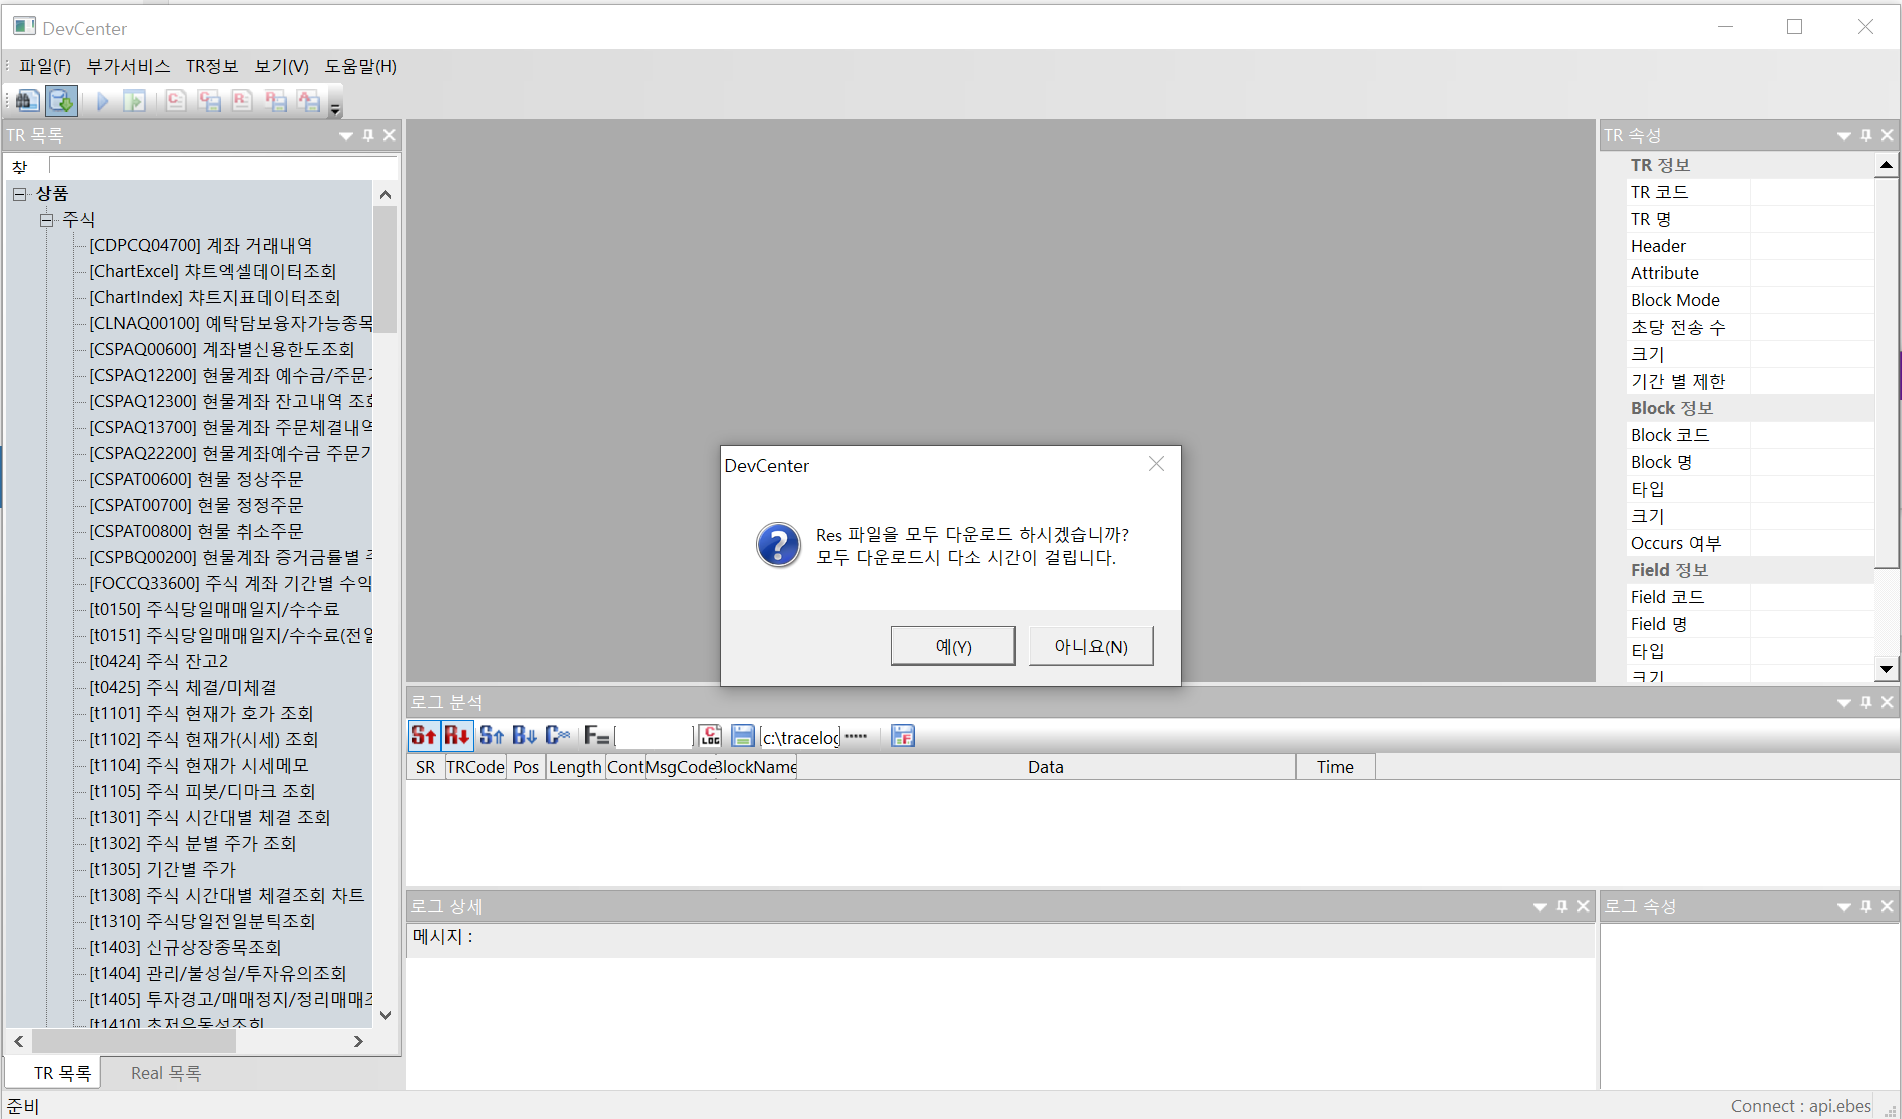 DevCenter
파일(F) 부가서비스 TR정보 보기(V) 도움말(H)
TR 목록
찾
상품
주식
[CDPCQ04700] 계좌 거래내역
[ChartExcel] 챠트엑셀데이터조회
[ChartIndex] 챠트지표데이터조회
[CLNAQ00100] 예탁담보융자가능종목
[CSPAQ00600] 계좌별신용한도조회
[CSPAQ12200] 현물계좌 예수금/주문
[CSPAQ12300] 현물계좌 잔고내역 조회
[CSPAQ13700] 현물계좌 주문체결내역
[CSPAQ22200] 현물계좌예수금 주문가
[CSPAT00600] 현물 정상주문
[CSPAT00700] 현물 정정주문
[CSPAT00800] 현물 취소주문
[CSPBQ00200] 현물계좌 증거금률별
[FOCCQ33600] 주식 계좌 기간별 수익
[t0150] 주식당일매매일지/수수료
[t0151] 주식당일매매일지/수수료(전일
[t0424] 주식 잔고2
[t0425] 주식 체결/미체결
[t1101] 주식 현재가 호가 조회
[t1102] 주식 현재가(시세) 조회
[t1104] 주식 현재가 시세메모
[t1105] 주식 피봇/디마크 조회
[t1301] 주식 시간대별 체결 조회
[t1302] 주식 분별 주가 조회
[t1305] 기간별 주가
[t1308] 주식 시간대별 체결조회 차트
[t1310] 주식당일전일분틱조회
[t1403] 신규상장종목조회
[t1404] 관리/불성실/투자유의조회
[t1405] 투자경고/매매정지/정리매매조
[t1410] 초저유동성조회
TR 목록 Real 목록
준비
DevCenter
Res 파일을 모두 다운로드 하시겠습니까?
모두 다운로드시 다소 시간이 걸립니다.
예(Y) 아니요(N)
TR 속성
TR 정보
TR 코드
TR 명
Header
Attribute
Block Mode
초당 전송 수
크기
기간 별 제한
Block 정보
Block 코드
Block 명
타입
크기
Occurs 여부
Field 정보
Field 코드
Field 명
타입
크기
로그 분석
S R S B C F= C LOG c:\tracelog F
SR TRCode Pos Length Cont MsgCode BlockName Data Time
로그 상세
메시지 :
로그 속성
Connect : api.ebes